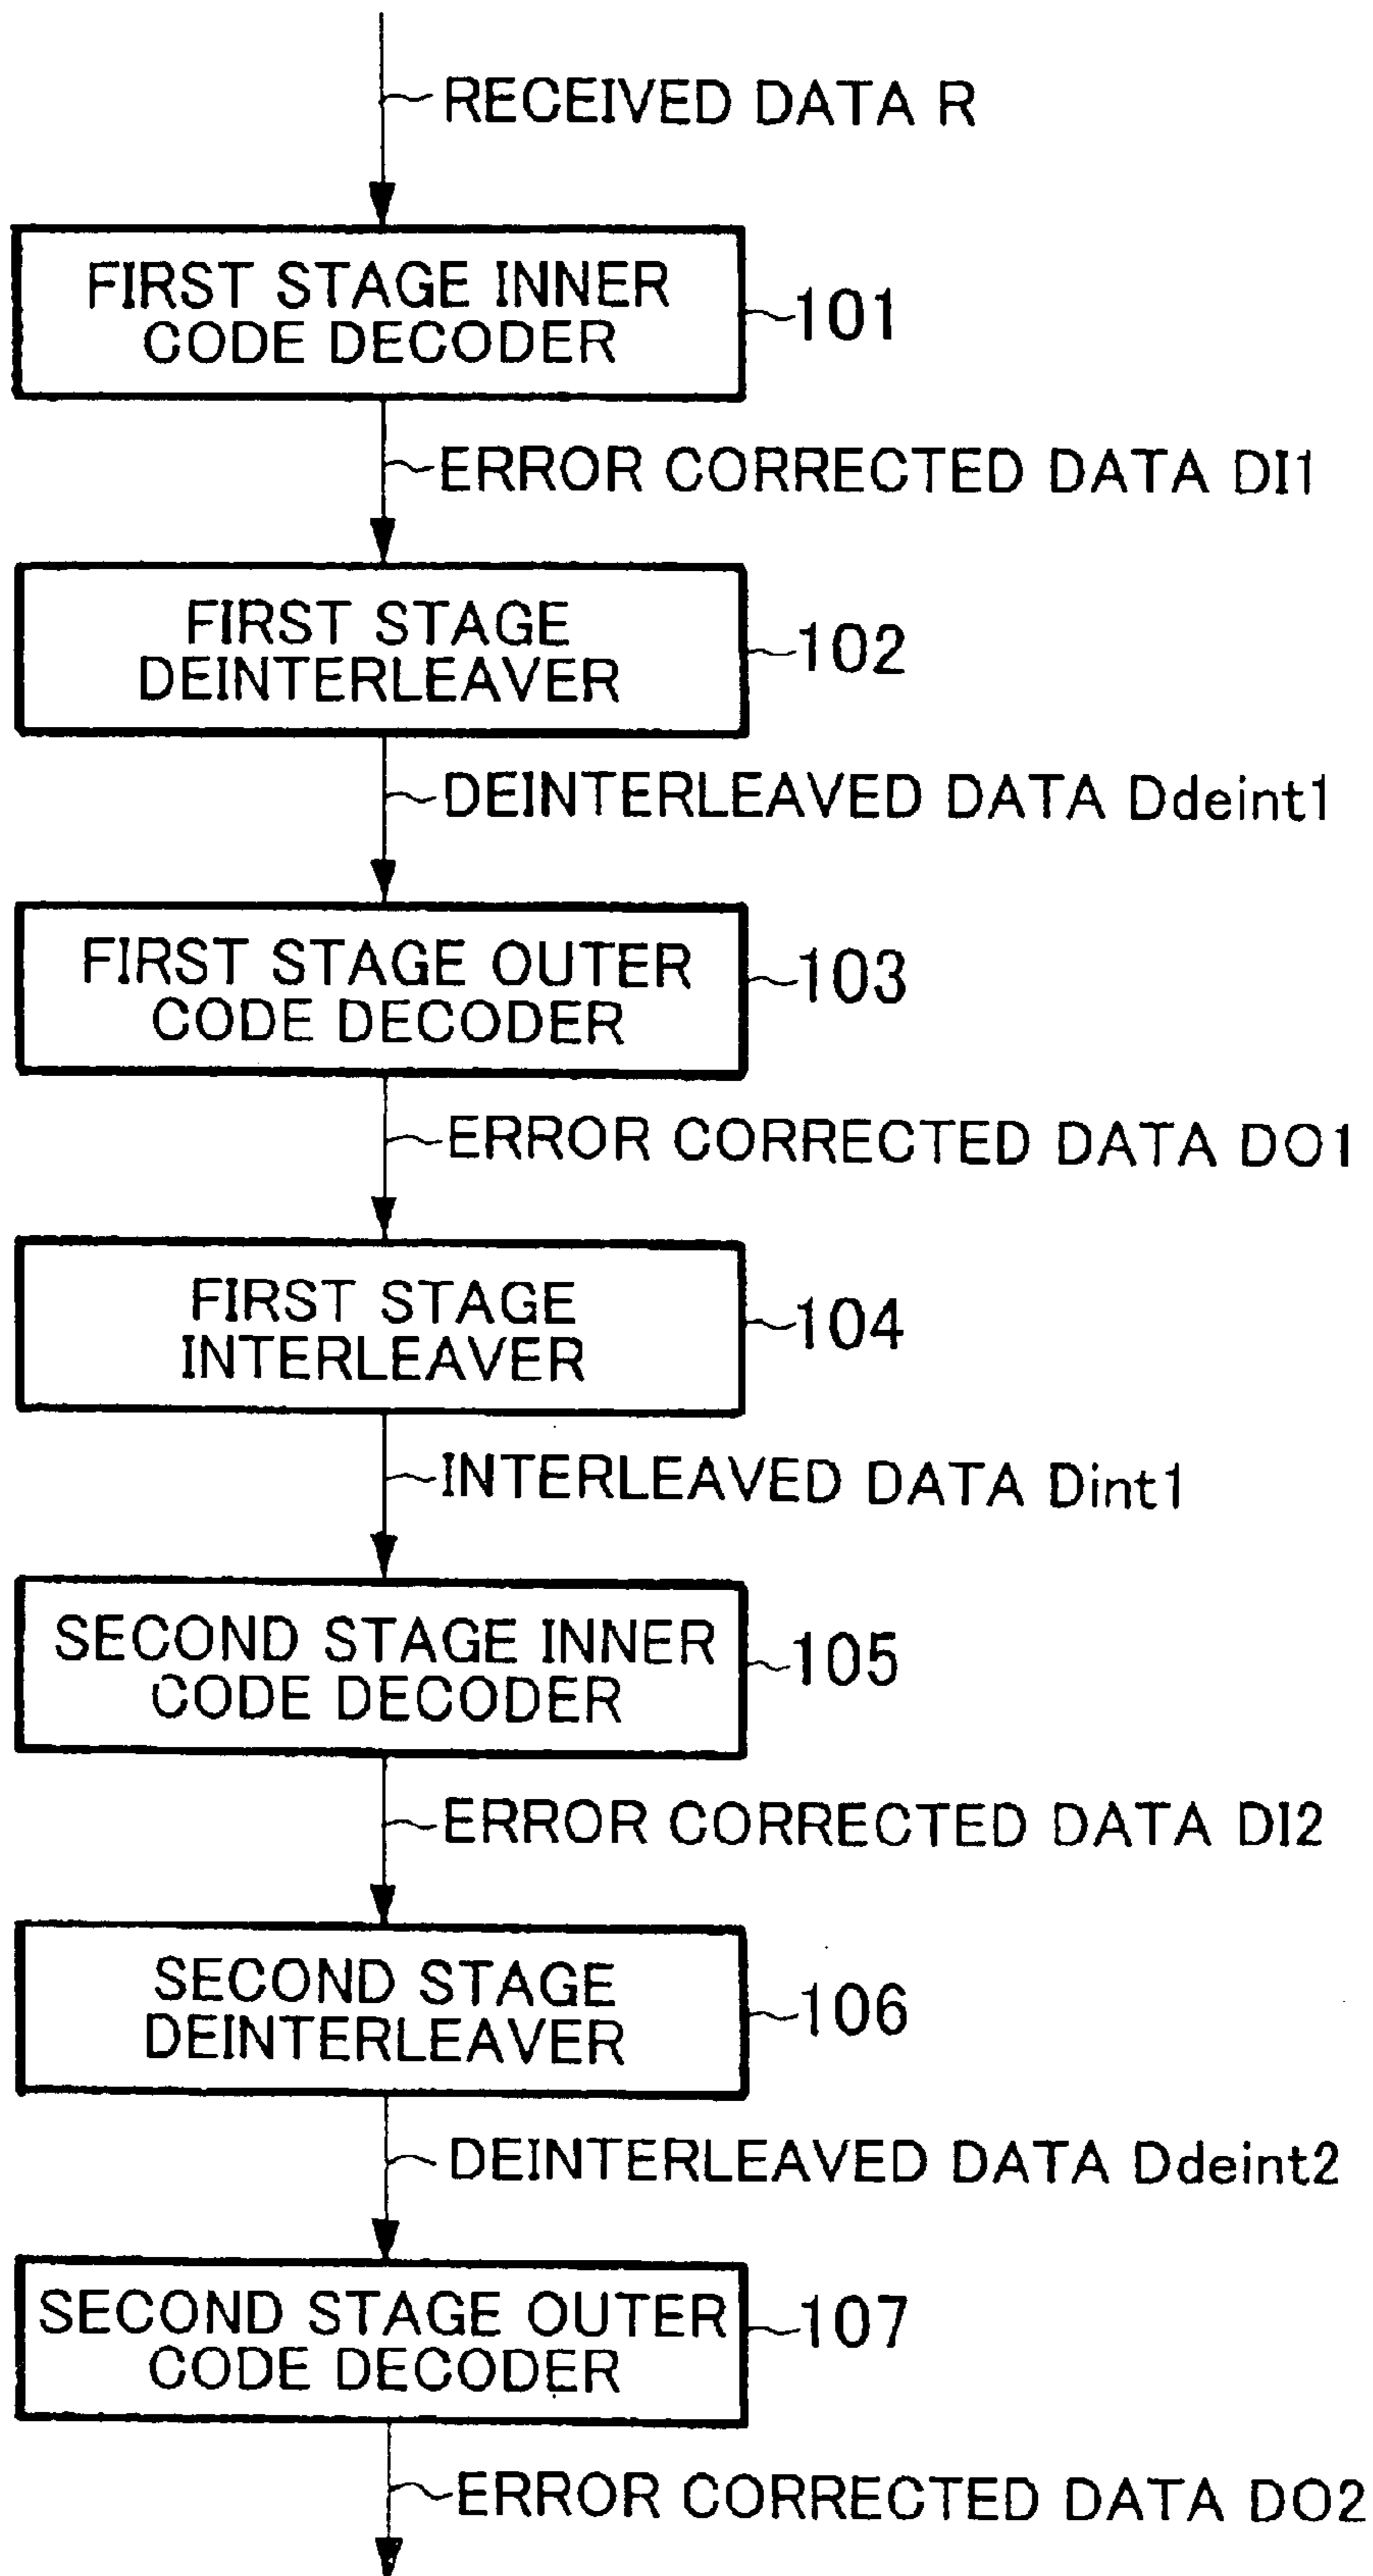 RECEIVED DATA R
FIRST STAGE INNER
CODE DECODER
101
ERROR CORRECTED DATA DI1
FIRST STAGE
DEINTERLEAVER
102
DEINTERLEAVED DATA Ddeint1
FIRST STAGE OUTER
CODE DECODER
103
ERROR CORRECTED DATA DO1
FIRST STAGE
INTERLEAVER
104
INTERLEAVED DATA Dint1
SECOND STAGE INNER
CODE DECODER
105
ERROR CORRECTED DATA DI2
SECOND STAGE
DEINTERLEAVER
106
DEINTERLEAVED DATA Ddeint2
SECOND STAGE OUTER
CODE DECODER
107
ERROR CORRECTED DATA DO2